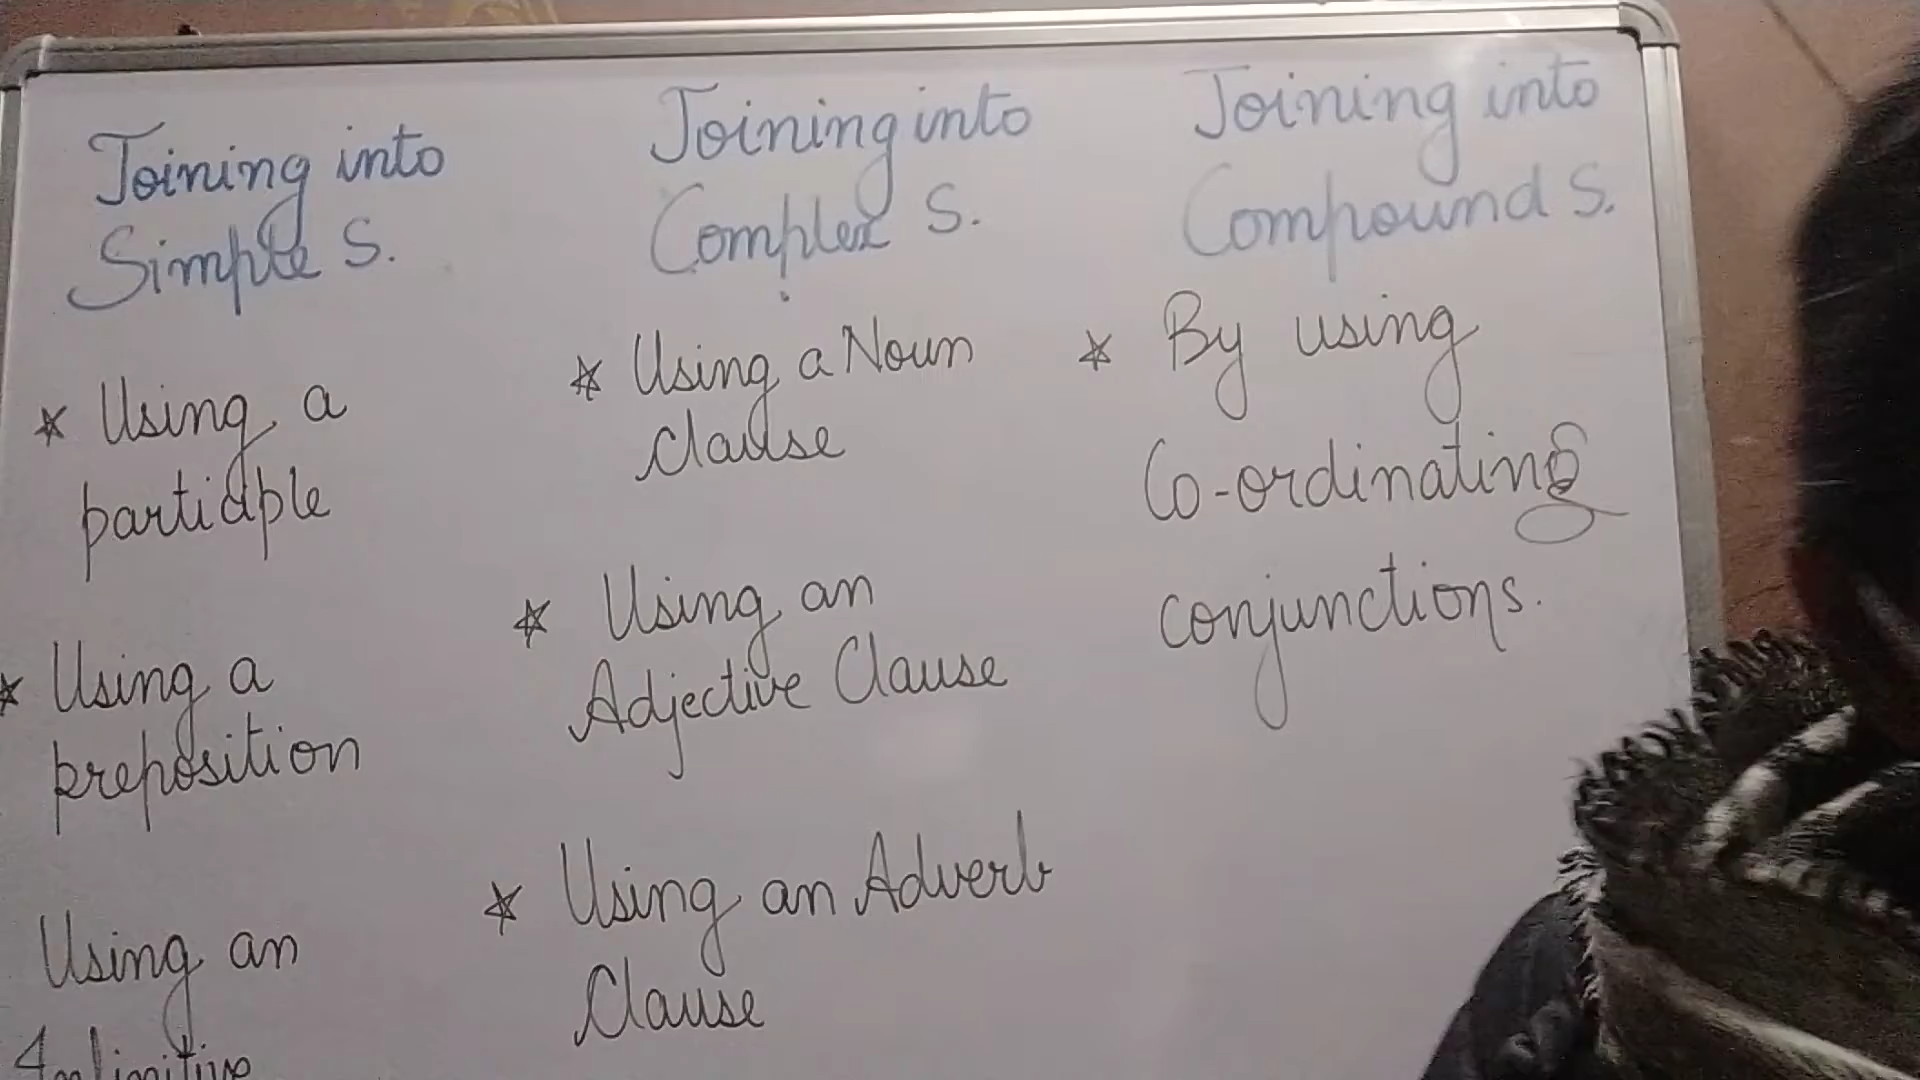 Joining into
Simple S.
* Using a
participle
* Using a
preposition
Using an
Infinitive
Joining into
Complex S.
* Using a Noun
Clause
* Using an
Adjective Clause
* Using an Adverb
Clause
Joining into
Compound S.
* By using
Co-ordinating
conjunctions.